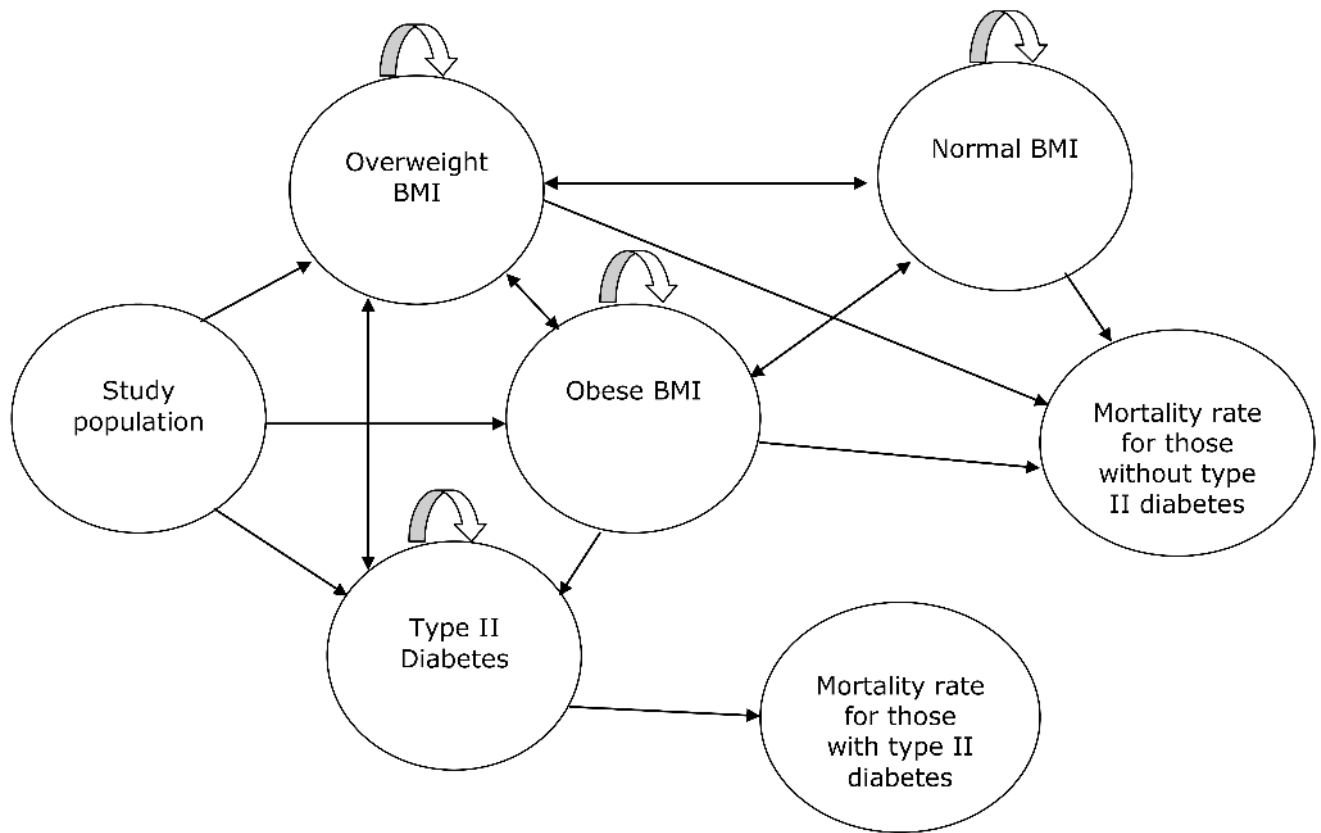 Overweight
BMI
Normal BMI
Study
population
Obese BMI
Mortality rate
for those
without type
II diabetes
Type II
Diabetes
Mortality rate
for those
with type II
diabetes